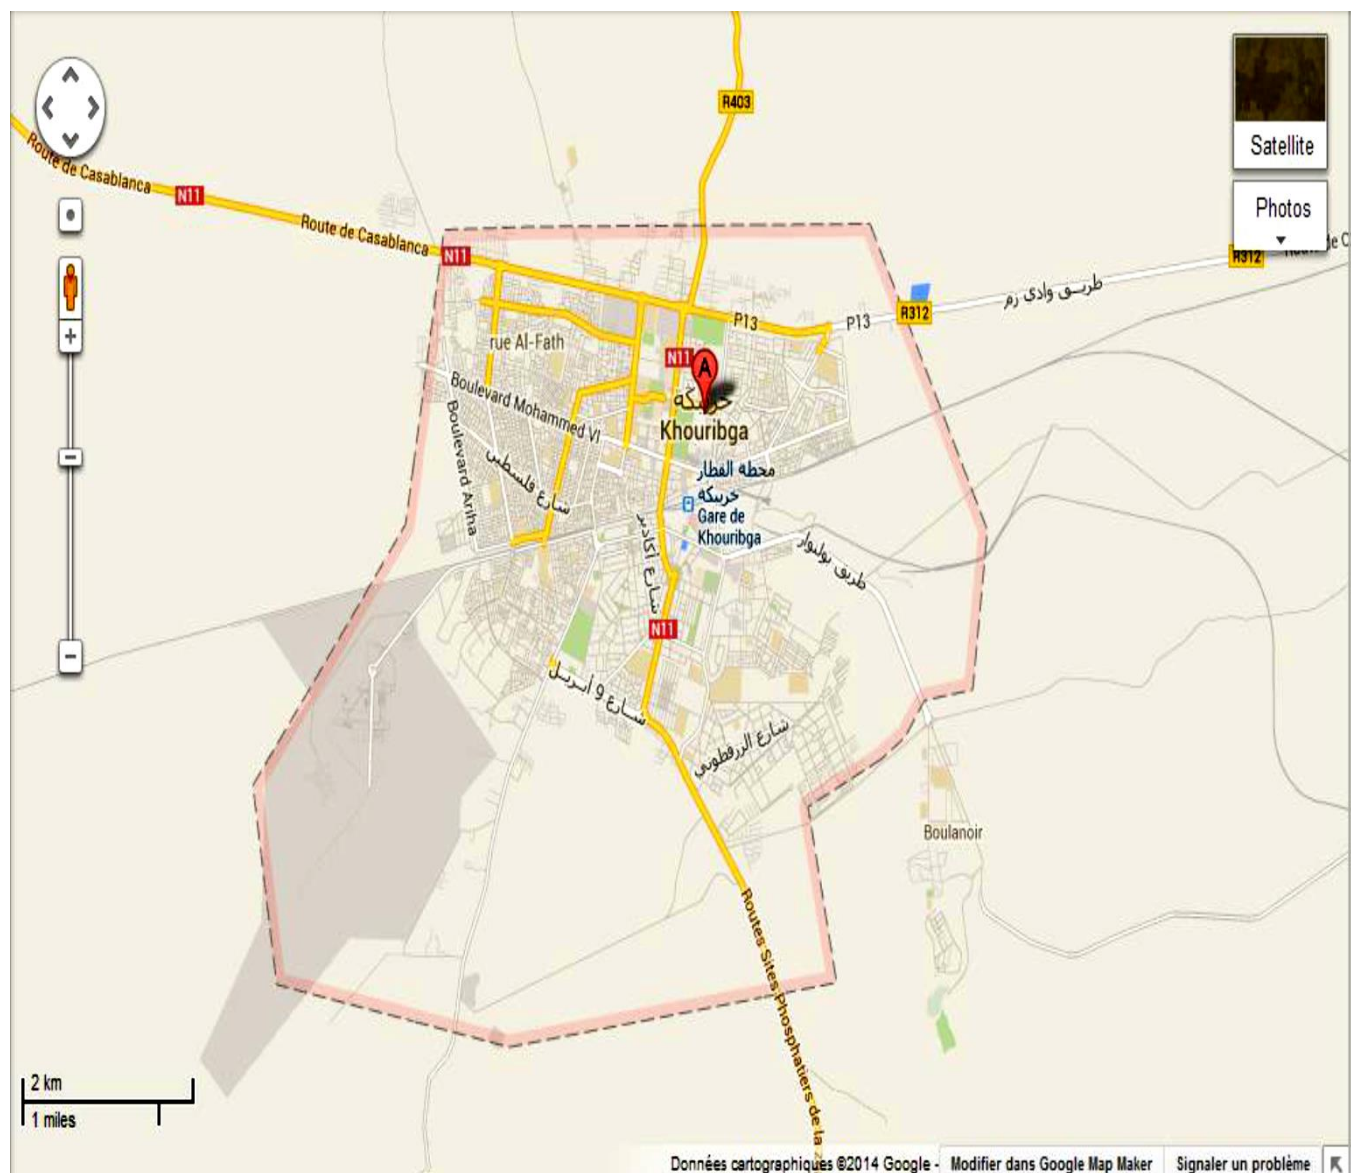 R403
Satellite
Photos
Route de Casablanca
N11
Route de Casablanca
N11
R312
طريق وادي زم
R312
P13
P13
rue Al-Fath
N11
A
خريبكة
Khouribga
Boulevard Mohammed VI
Boulevard Ariha
شارع فلسطين
محطة القطار
خريبكة
Gare de
Khouribga
شارع أكادير
طريق بولنوار
N11
شارع 9 أبريل
شارع الزرقطوني
Boulanoir
Routes Sites Phosphatiers de la
2 km
1 miles
Données cartographiques ©2014 Google -
Modifier dans Google Map Maker
Signaler un problème